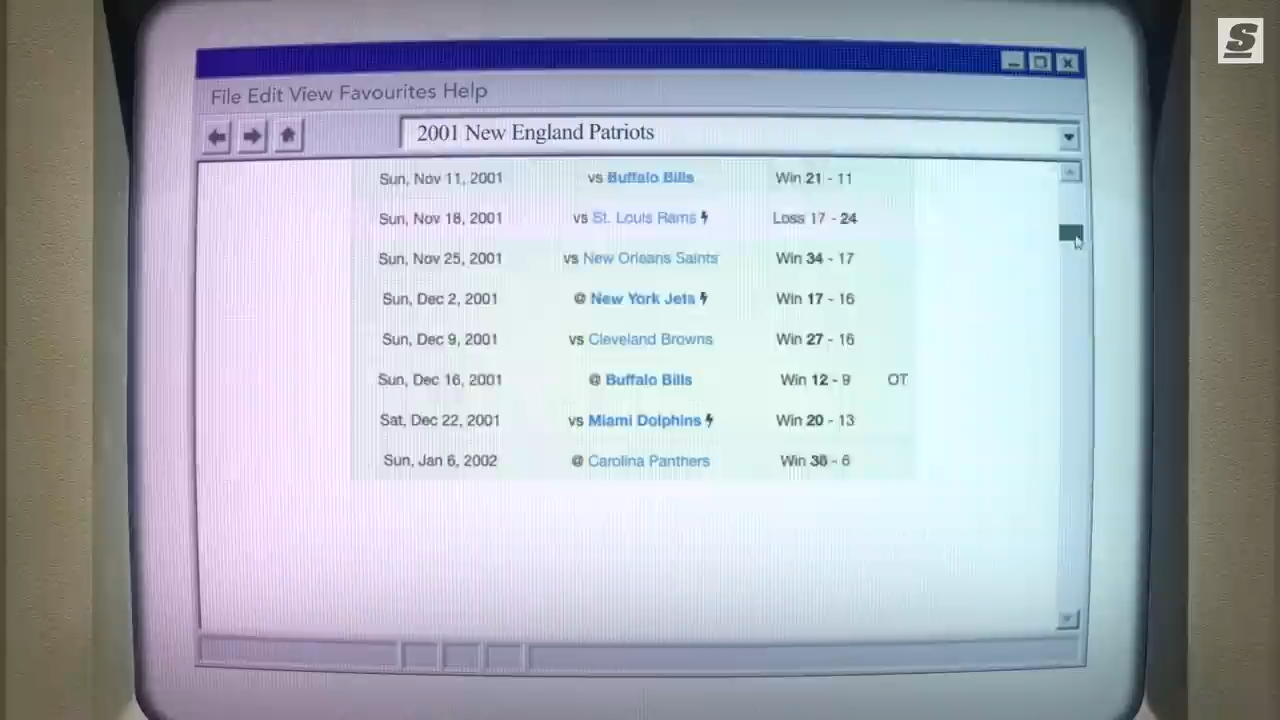 S
File Edit View Favourites Help
2001 New England Patriots
Sun, Nov 11, 2001 vs Buffalo Bills Win 21 - 11
Sun, Nov 18, 2001 vs St. Louis Rams Loss 17 - 24
Sun, Nov 25, 2001 vs New Orleans Saints Win 34 - 17
Sun, Dec 2, 2001 @ New York Jets Win 17 - 16
Sun, Dec 9, 2001 vs Cleveland Browns Win 27 - 16
Sun, Dec 16, 2001 @ Buffalo Bills Win 12 - 9 OT
Sat, Dec 22, 2001 vs Miami Dolphins Win 20 - 13
Sun, Jan 6, 2002 @ Carolina Panthers Win 38 - 6